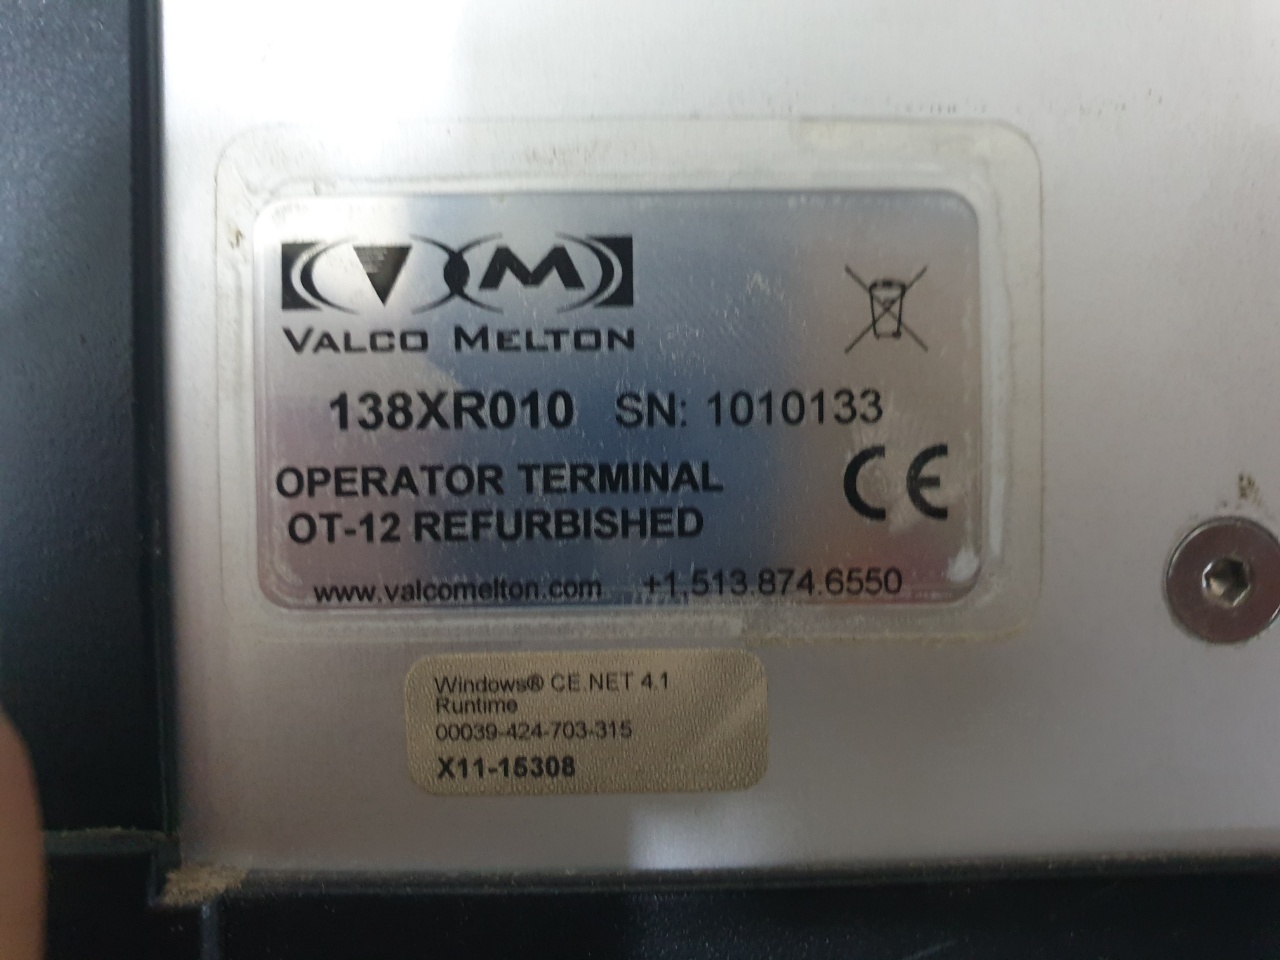 VALCO MELTON
138XR010 SN: 1010133
OPERATOR TERMINAL
OT-12 REFURBISHED
www.valcomelton.com +1.513.874.6550
Windows® CE.NET 4.1
Runtime
00039-424-703-315
X11-15308